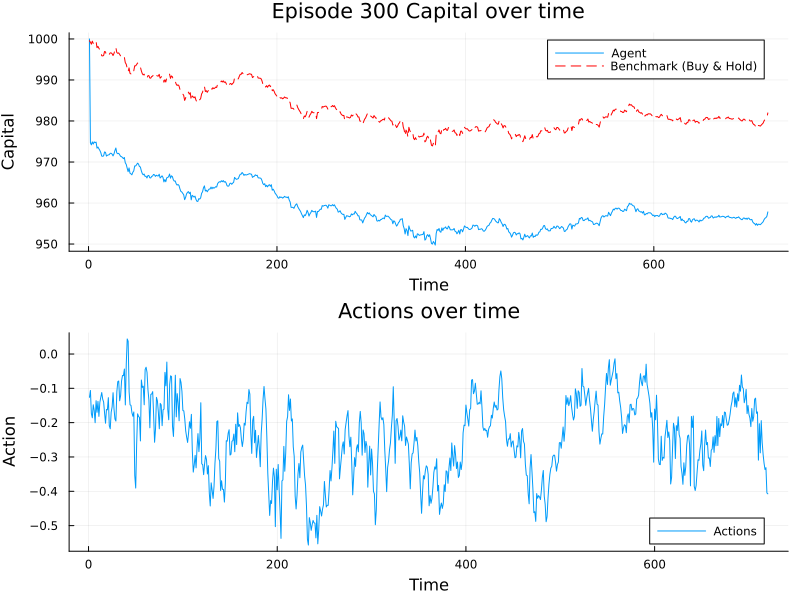 Episode 300 Capital over time
1000
990
980
970
960
950
Capital
Agent
Benchmark (Buy & Hold)
0
200
400
600
Time
Actions over time
0.0
−0.1
−0.2
−0.3
−0.4
−0.5
Action
Actions
0
200
400
600
Time